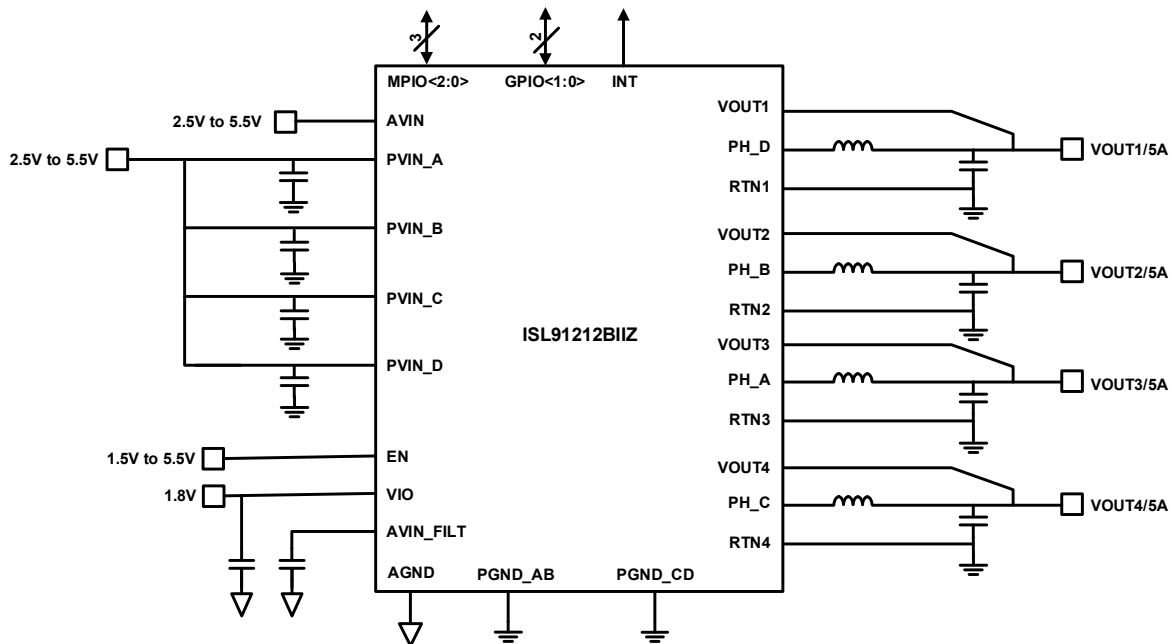 3
2
MPIO<2:0>
GPIO<1:0>
INT
2.5V to 5.5V
AVIN
2.5V to 5.5V
PVIN_A
PVIN_B
PVIN_C
PVIN_D
1.5V to 5.5V
EN
1.8V
VIO
AVIN_FILT
AGND
PGND_AB
PGND_CD
ISL91212BIIZ
VOUT1
PH_D
VOUT1/5A
RTN1
VOUT2
PH_B
VOUT2/5A
RTN2
VOUT3
PH_A
VOUT3/5A
RTN3
VOUT4
PH_C
VOUT4/5A
RTN4